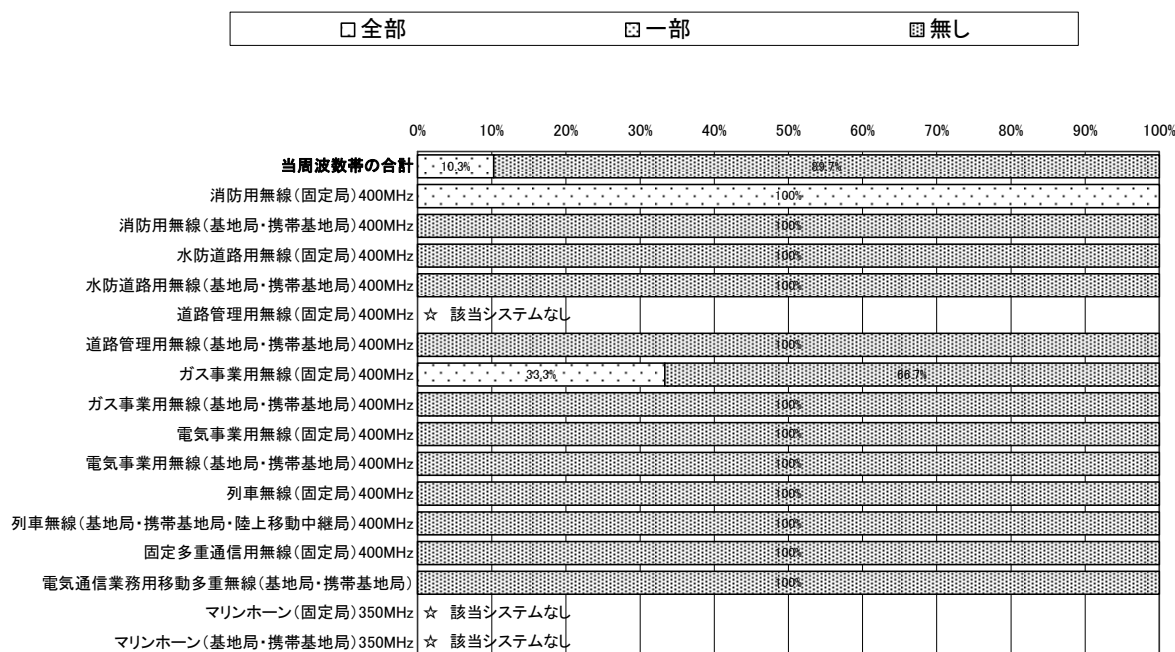 全部 一部 無し
0% 10% 20% 30% 40% 50% 60% 70% 80% 90% 100%
当周波数帯の合計 10.3% 89.7%
消防用無線(固定局)400MHz 100%
消防用無線(基地局・携帯基地局)400MHz 100%
水防道路用無線(固定局)400MHz 100%
水防道路用無線(基地局・携帯基地局)400MHz 100%
道路管理用無線(固定局)400MHz ☆ 該当システムなし
道路管理用無線(基地局・携帯基地局)400MHz 100%
ガス事業用無線(固定局)400MHz 33.3% 66.7%
ガス事業用無線(基地局・携帯基地局)400MHz 100%
電気事業用無線(固定局)400MHz 100%
電気事業用無線(基地局・携帯基地局)400MHz 100%
列車無線(固定局)400MHz 100%
列車無線(基地局・携帯基地局・陸上移動中継局)400MHz 100%
固定多重通信用無線(固定局)400MHz 100%
電気通信業務用移動多重無線(基地局・携帯基地局) 100%
マリンホーン(固定局)350MHz ☆ 該当システムなし
マリンホーン(基地局・携帯基地局)350MHz ☆ 該当システムなし